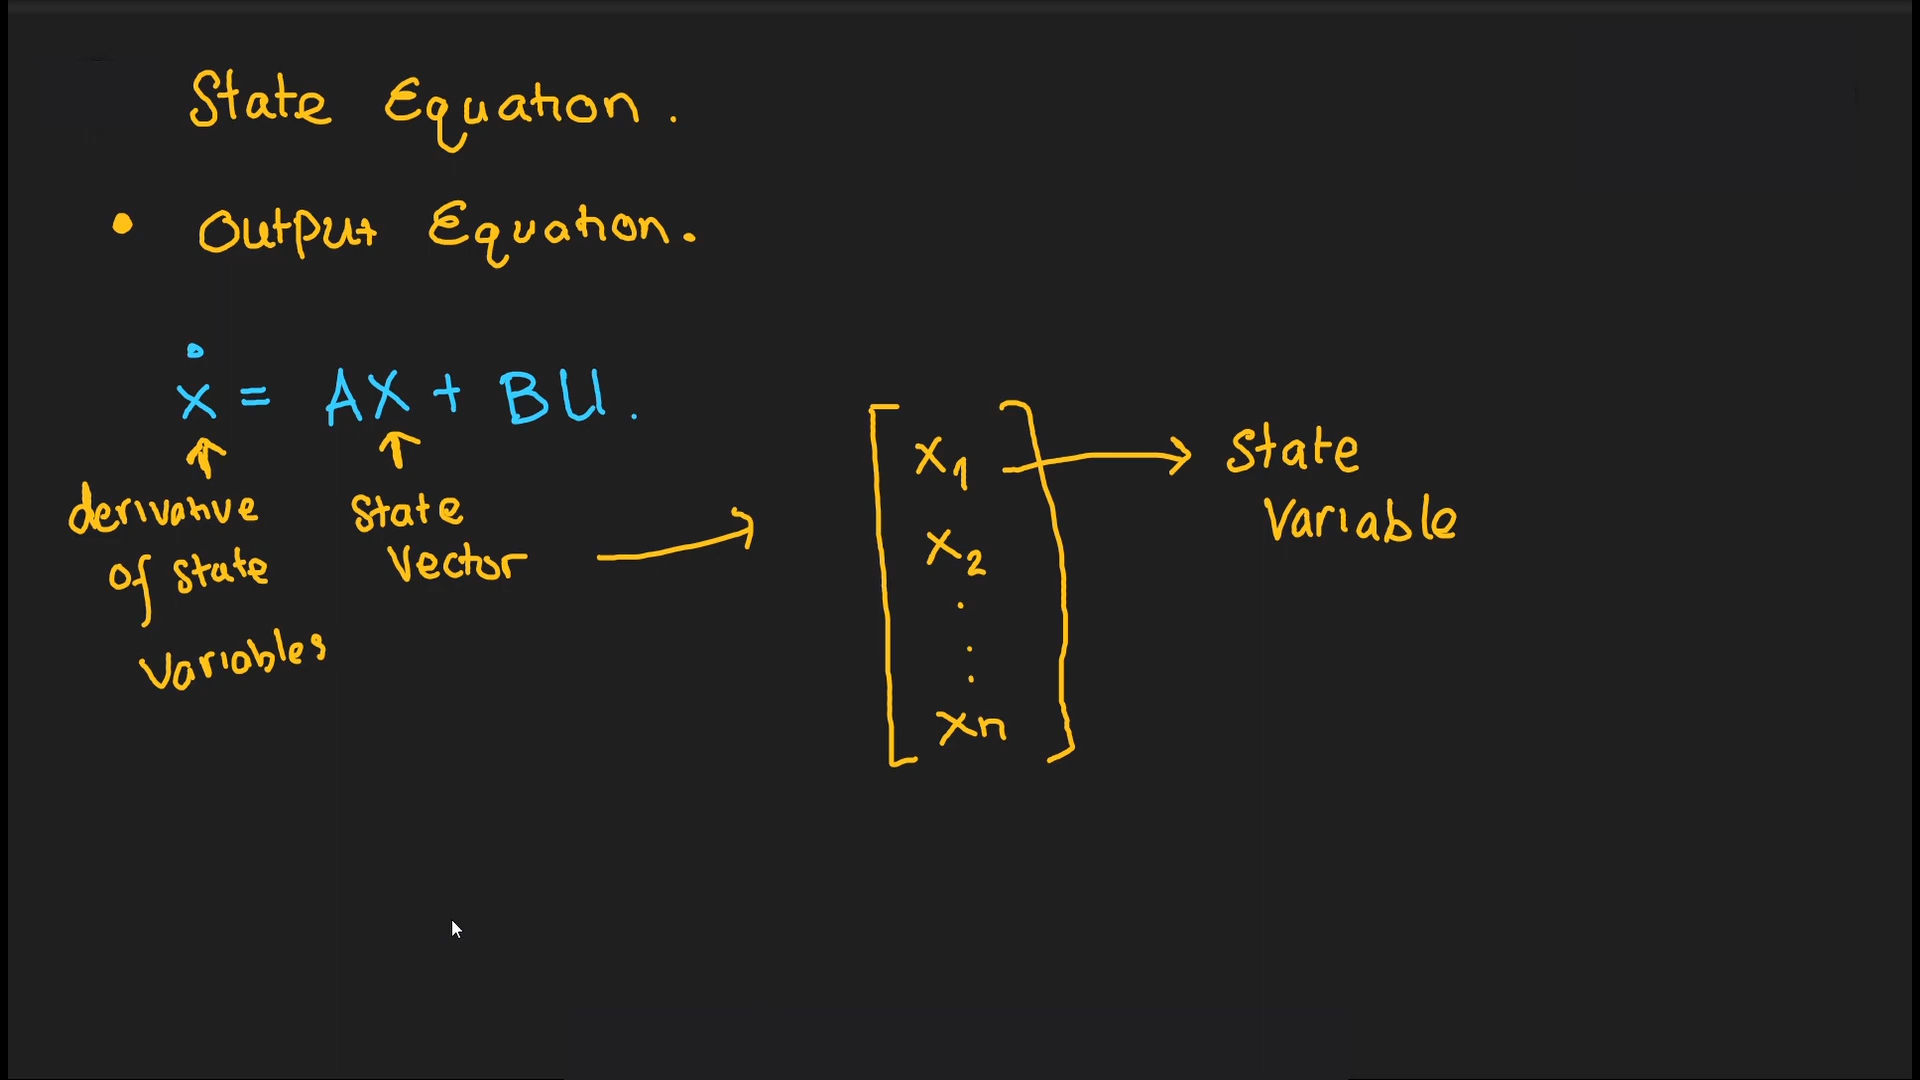 State Equation.
• Output Equation.
ẋ = AX + BU.
derivative
of state
variables
state
vector
x1
x2
.
.
.
xn
state
variable